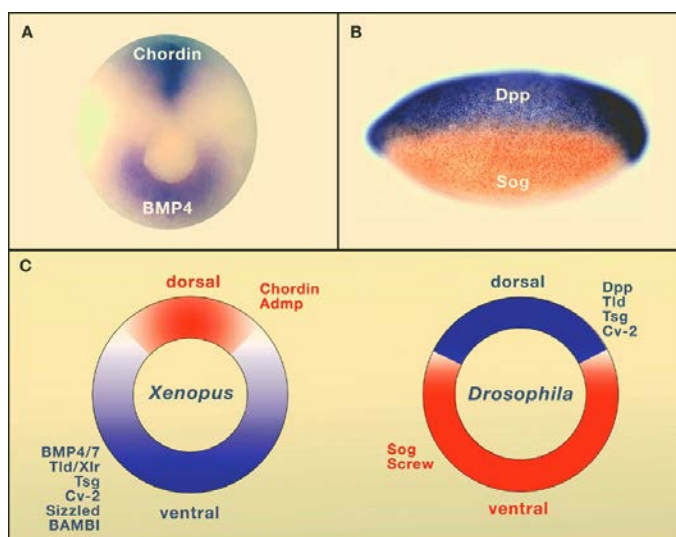 A
Chordin
BMP4
B
Dpp
Sog
C
dorsal
Chordin
Admp
Xenopus
BMP4/7
Tld/Xlr
Tsg
Cv-2
Sizzled
BAMBI
ventral
dorsal
Dpp
Tld
Tsg
Cv-2
Drosophila
Sog
Screw
ventral